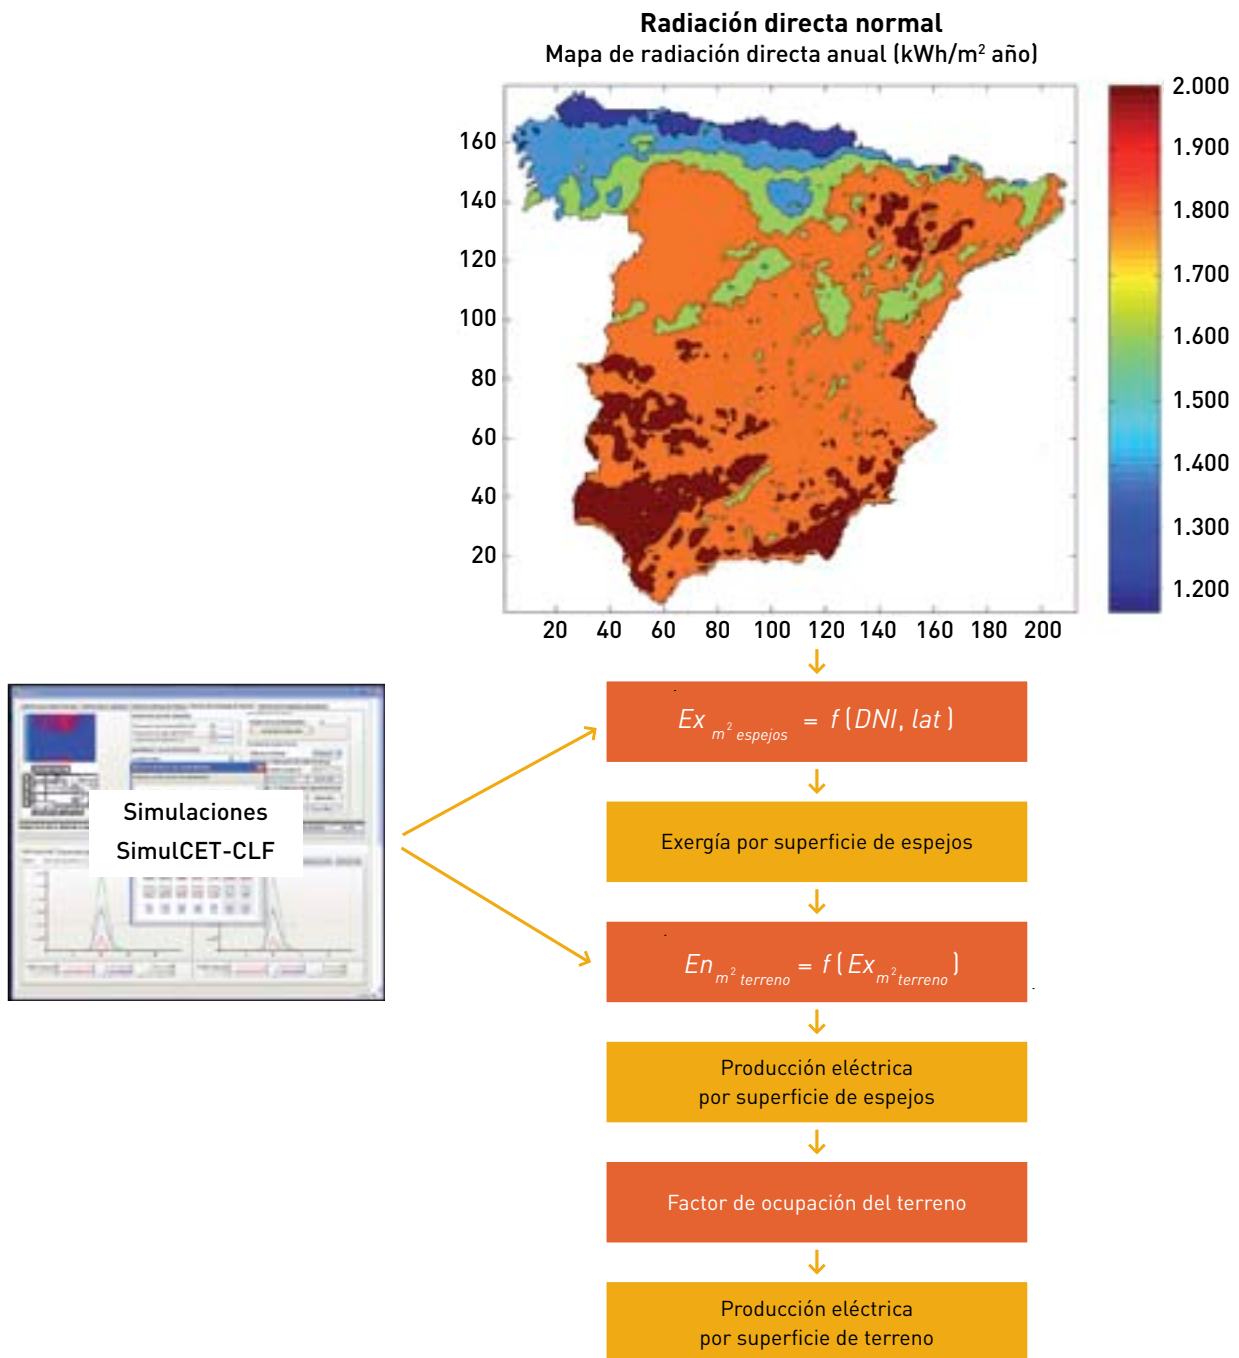 Radiación directa normal
Mapa de radiación directa anual (kWh/m² año)
160
140
120
100
80
60
40
20
20 40 60 80 100 120 140 160 180 200
2.000
1.900
1.800
1.700
1.600
1.500
1.400
1.300
1.200
Simulaciones
SimulCET-CLF
Ex m² espejos = f (DNI, lat)
Exergía por superficie de espejos
En m² terreno = f (Ex m² terreno)
Producción eléctrica
por superficie de espejos
Factor de ocupación del terreno
Producción eléctrica
por superficie de terreno